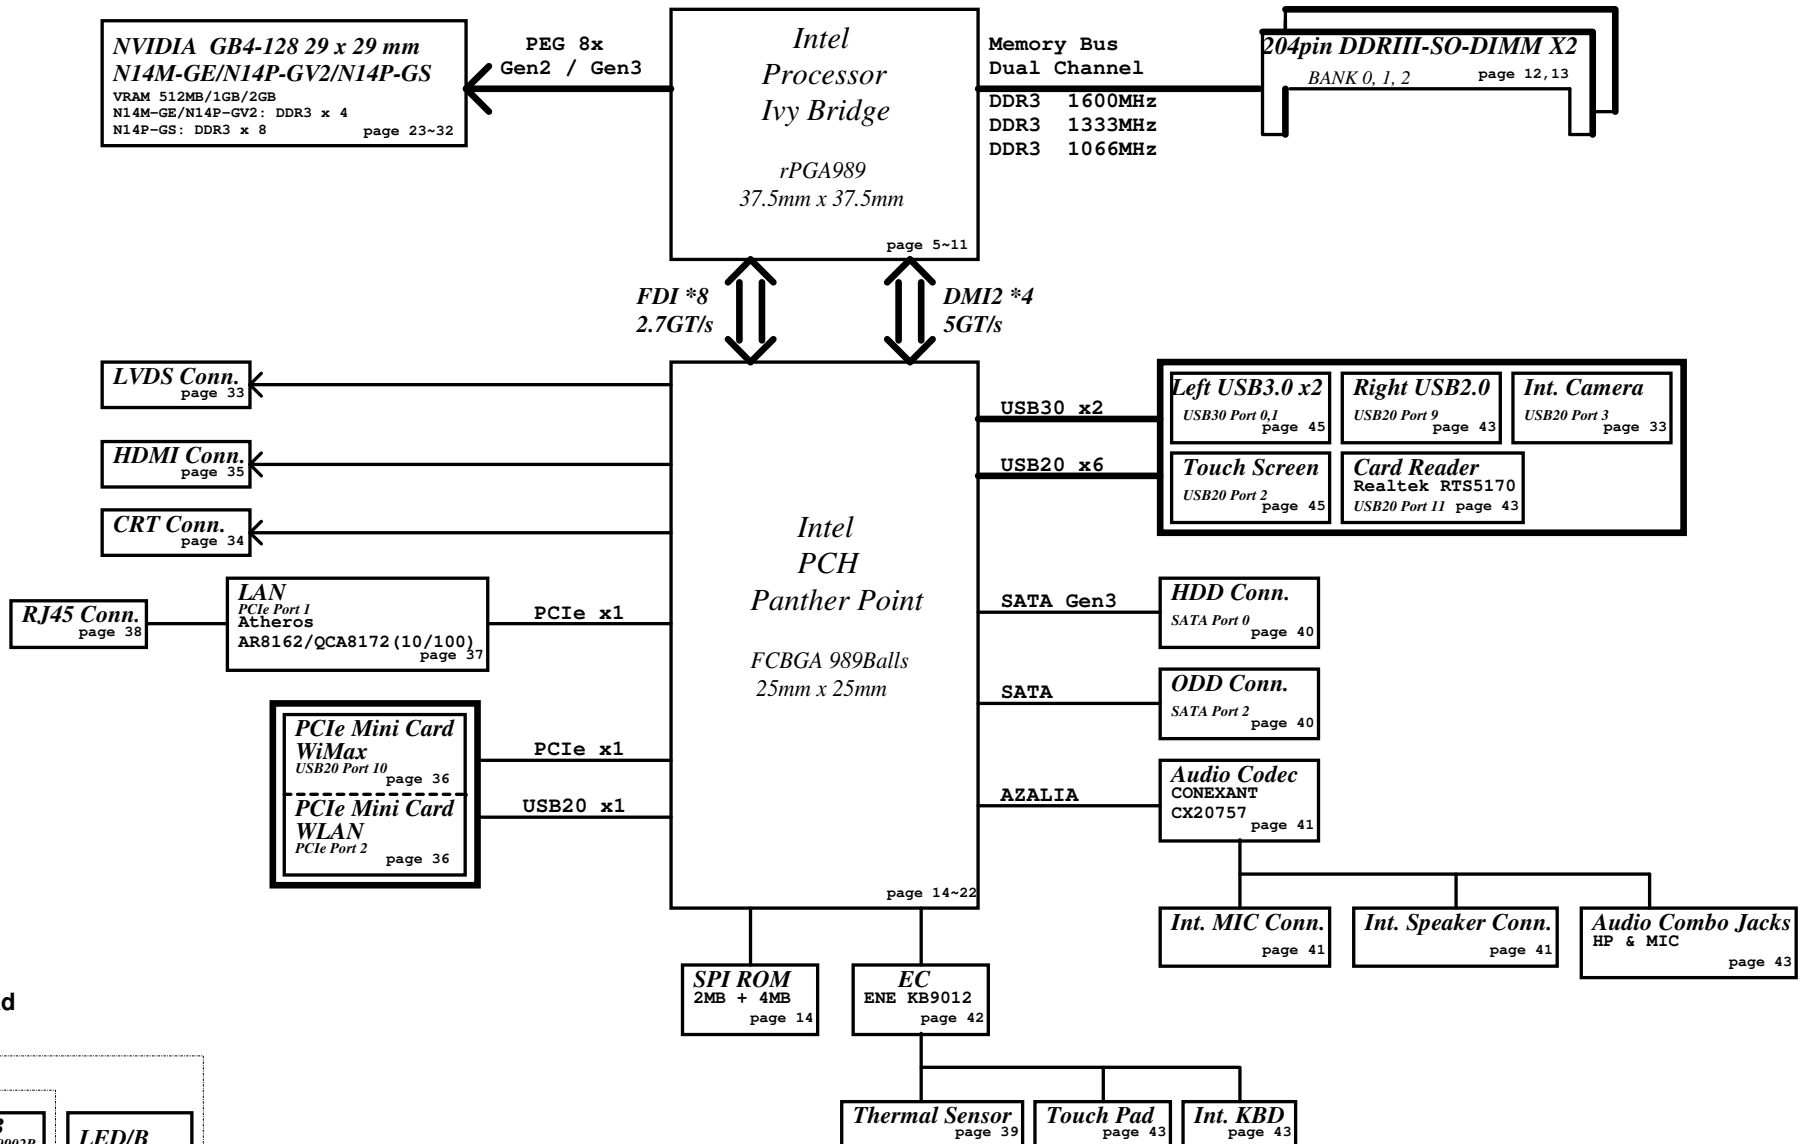 NVIDIA GB4-128 29 x 29 mm
N14M-GE/N14P-GV2/N14P-GS
VRAM 512MB/1GB/2GB
N14M-GE/N14P-GV2: DDR3 x 4
N14P-GS: DDR3 x 8
page 23~32
PEG 8x
Gen2 / Gen3
Intel
Processor
Ivy Bridge
rPGA989
37.5mm x 37.5mm
page 5~11
Memory Bus
Dual Channel
DDR3 1600MHz
DDR3 1333MHz
DDR3 1066MHz
204pin DDRIII-SO-DIMM X2
BANK 0, 1, 2
page 12,13
FDI *8
2.7GT/s
DMI2 *4
5GT/s
LVDS Conn.
page 33
HDMI Conn.
page 35
CRT Conn.
page 34
RJ45 Conn.
page 38
LAN
PCIe Port 1
Atheros
AR8162/QCA8172(10/100)
page 37
PCIe x1
PCIe Mini Card
WiMax
USB20 Port 10
page 36
PCIe Mini Card
WLAN
PCIe Port 2
page 36
PCIe x1
USB20 x1
Intel
PCH
Panther Point
FCBGA 989Balls
25mm x 25mm
page 14~22
USB30 x2
USB20 x6
Left USB3.0 x2
USB30 Port 0,1
page 45
Right USB2.0
USB20 Port 9
page 43
Int. Camera
USB20 Port 3
page 33
Touch Screen
USB20 Port 2
page 45
Card Reader
Realtek RTS5170
USB20 Port 11 page 43
SATA Gen3
HDD Conn.
SATA Port 0
page 40
SATA
ODD Conn.
SATA Port 2
page 40
AZALIA
Audio Codec
CONEXANT
CX20757
page 41
Int. MIC Conn.
page 41
Int. Speaker Conn.
page 41
Audio Combo Jacks
HP & MIC
page 43
SPI ROM
2MB + 4MB
page 14
EC
ENE KB9012
page 42
Thermal Sensor
page 39
Touch Pad
page 43
Int. KBD
page 43
LED/B